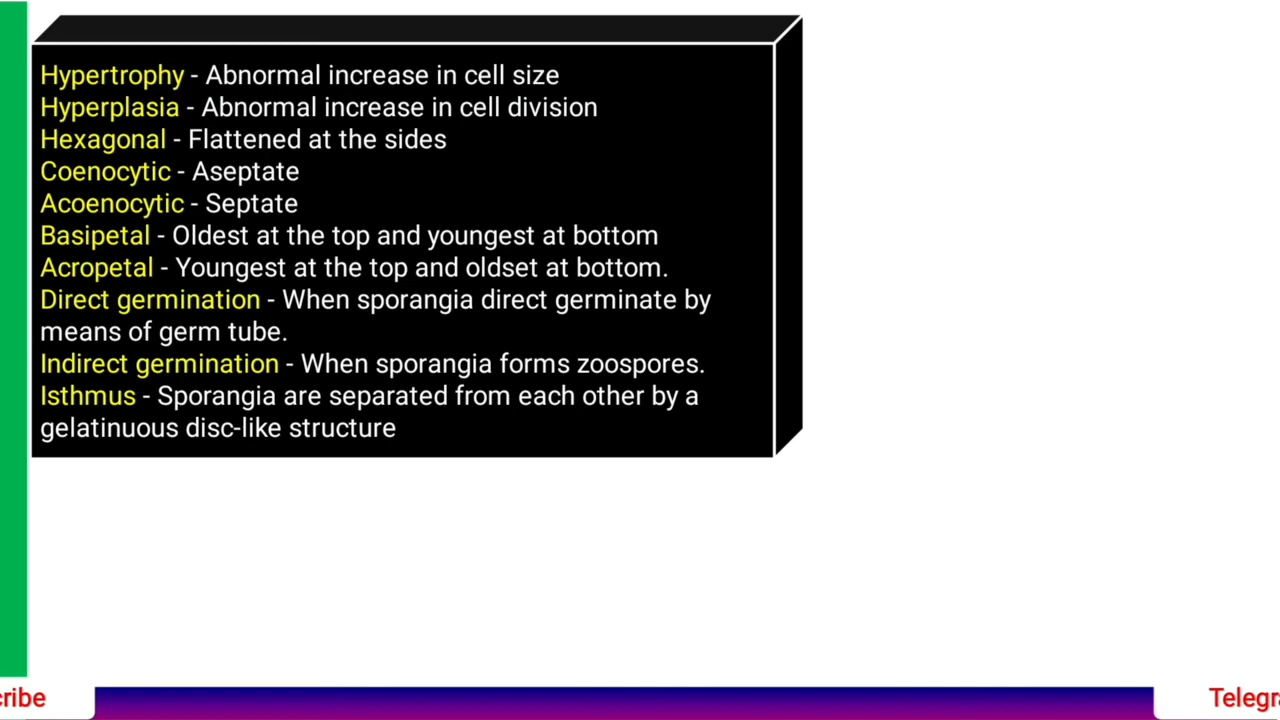 Hypertrophy - Abnormal increase in cell size
Hyperplasia - Abnormal increase in cell division
Hexagonal - Flattened at the sides
Coenocytic - Aseptate
Acoenocytic - Septate
Basipetal - Oldest at the top and youngest at bottom
Acropetal - Youngest at the top and oldset at bottom.
Direct germination - When sporangia direct germinate by
means of germ tube.
Indirect germination - When sporangia forms zoospores.
Isthmus - Sporangia are separated from each other by a
gelatinuous disc-like structure
cribe
Telegra